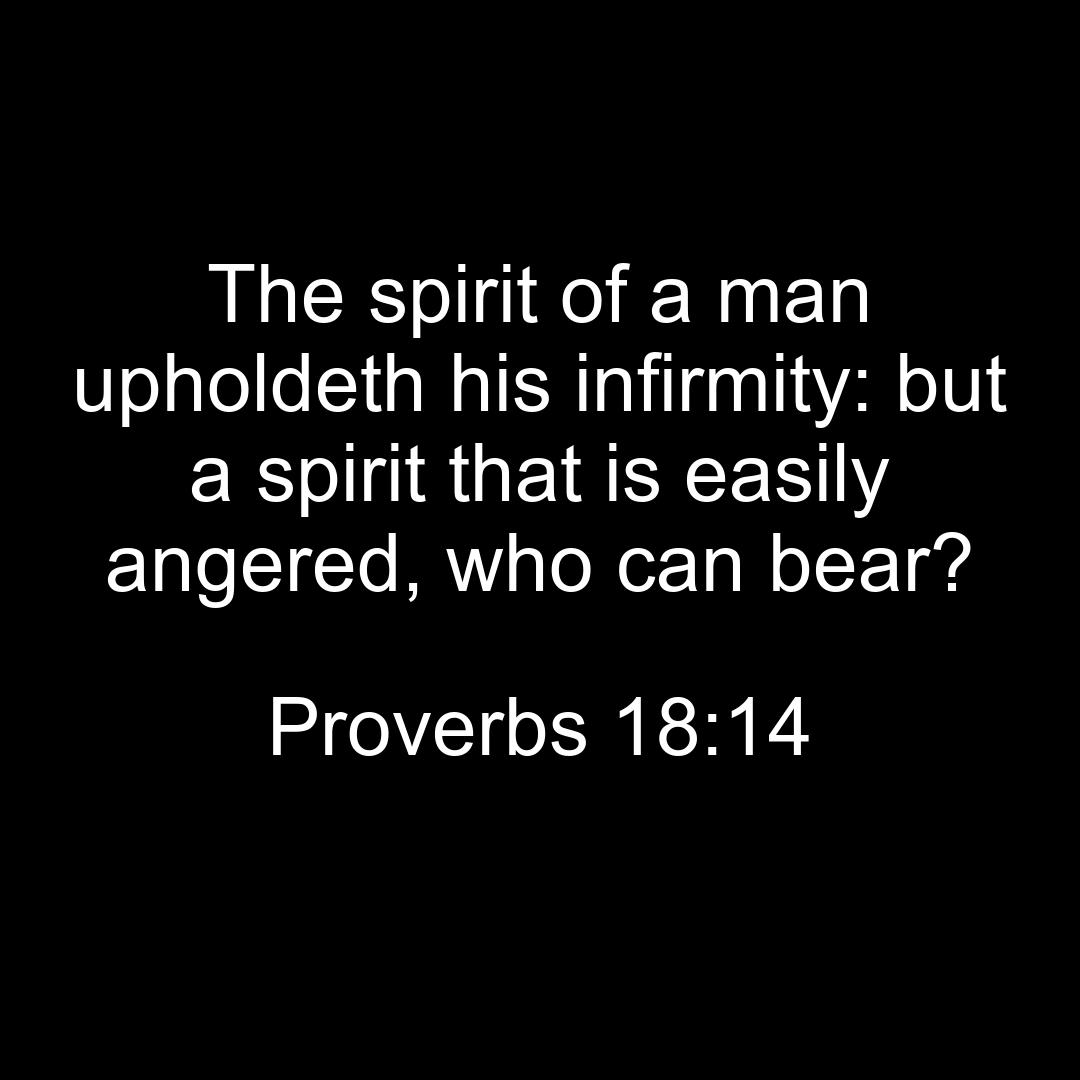 The spirit of a man
upholdeth his infirmity: but
a spirit that is easily
angered, who can bear?
Proverbs 18:14